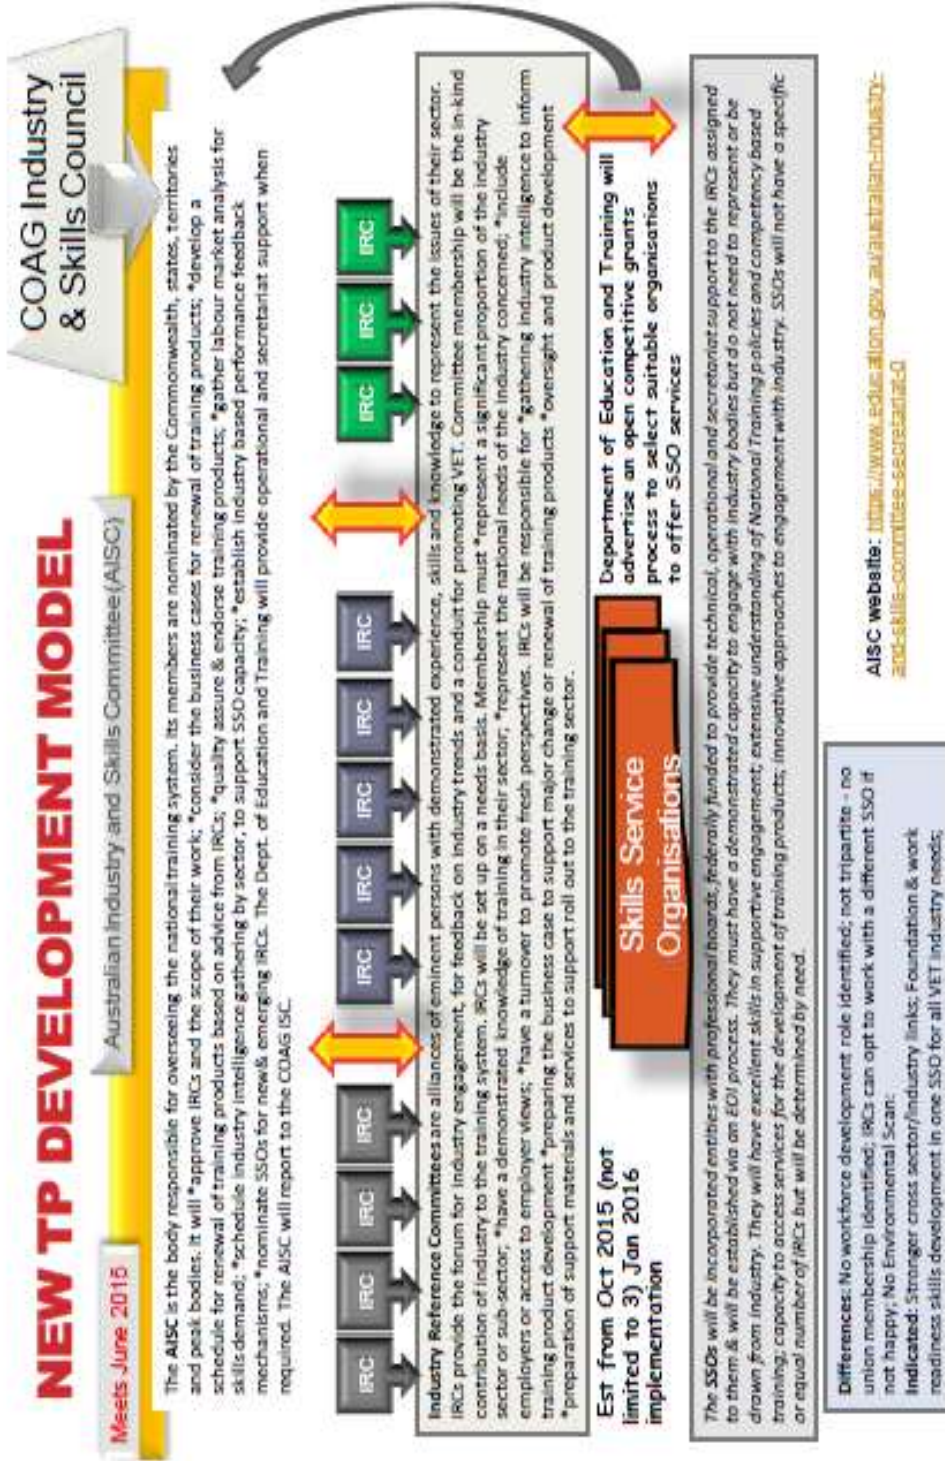 NEW TP DEVELOPMENT MODEL
COAG Industry
& Skills Council
Meets June 2015
Australian Industry and Skills Committee (AISC)
The AISC is the body responsible for overseeing the national training system. Its members are nominated by the Commonwealth, states, territories
and peak bodies. It will *approve IRCs and the scope of their work; *consider the business cases for renewal of training products; *develop a
schedule for renewal of training products based on advice from IRCs; *quality assure & endorse training products; *gather labour market analysis for
skills demand; *schedule industry intelligence gathering by sector, to support SSO capacity; *establish industry based performance feedback
mechanisms; *nominate SSOs for new& emerging IRCs. The Dept. of Education and Training will provide operational and secretariat support when
required. The AISC will report to the COAG ISC.
IRC IRC IRC IRC IRC IRC IRC IRC IRC IRC IRC
Industry Reference Committees are alliances of eminent persons with demonstrated experience, skills and knowledge to represent the issues of their sector.
IRCs provide the forum for industry engagement, for feedback on industry trends and a conduit for promoting VET. Committee membership will be the in-kind
contribution of industry to the training system. IRCs will be set up on a needs basis. Membership must *represent a significant proportion of the industry
sector or sub-sector; *have a demonstrated knowledge of training in their sector; *represent the national needs of the industry concerned; *include
employers or access to employer views; *have a turnover to promote fresh perspectives. IRCs will be responsible for *gathering industry intelligence to inform
training product development *preparing the business case to support major change or renewal of training products *oversight and product development
*preparation of support materials and services to support roll out to the training sector.
Est from Oct 2015 (not
limited to 3) Jan 2016
implementation
Skills Service
Organisations
Department of Education and Training will
advertise an open competitive grants
process to select suitable organisations
to offer SSO services
The SSOs will be incorporated entities with professional boards, federally funded to provide technical, operational and secretariat support to the IRCs assigned
to them & will be established via an EOI process. They must have a demonstrated capacity to engage with industry bodies but do not need to represent or be
drawn from industry. They will have excellent skills in supportive engagement; extensive understanding of National Training policies and competency based
training, capacity to access services for the development of training products; innovative approaches to engagement with industry. SSOs will not have a specific
or equal number of IRCs but will be determined by need.
Differences: No workforce development role identified; not tripartite - no
union membership identified; IRCs can opt to work with a different SSO if
not happy; No Environmental Scan;
Indicated: Stronger cross sector/industry links; Foundation & work
readiness skills development in one SSO for all VET industry needs;
AISC website: https://www.education.gov.au/australian-industry-
and-skills-committee-secretariat-0